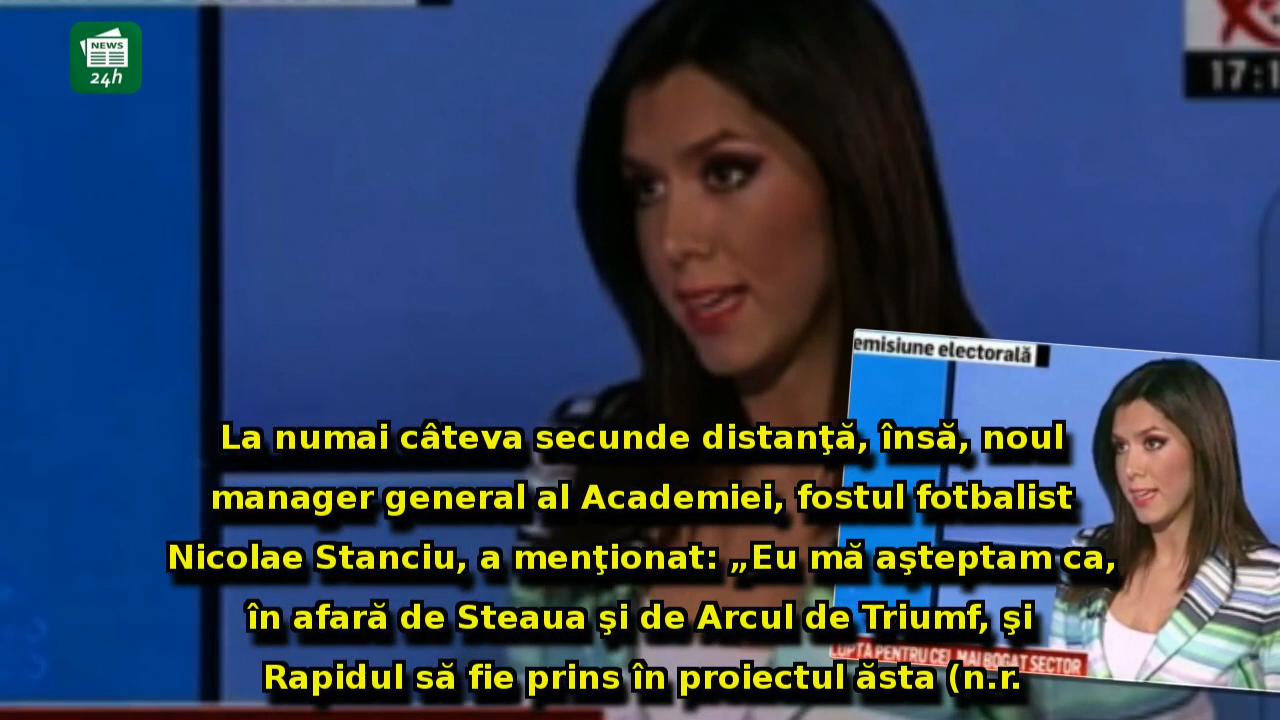 NEWS
24h
17:1
emisiune electorală
La numai câteva secunde distanţă, însă, noul
manager general al Academiei, fostul fotbalist
Nicolae Stanciu, a menţionat: „Eu mă aşteptam ca,
în afară de Steaua şi de Arcul de Triumf, şi
LUPTA PENTRU CEL MAI BOGAT SECTOR
Rapidul să fie prins în proiectul ăsta (n.r.